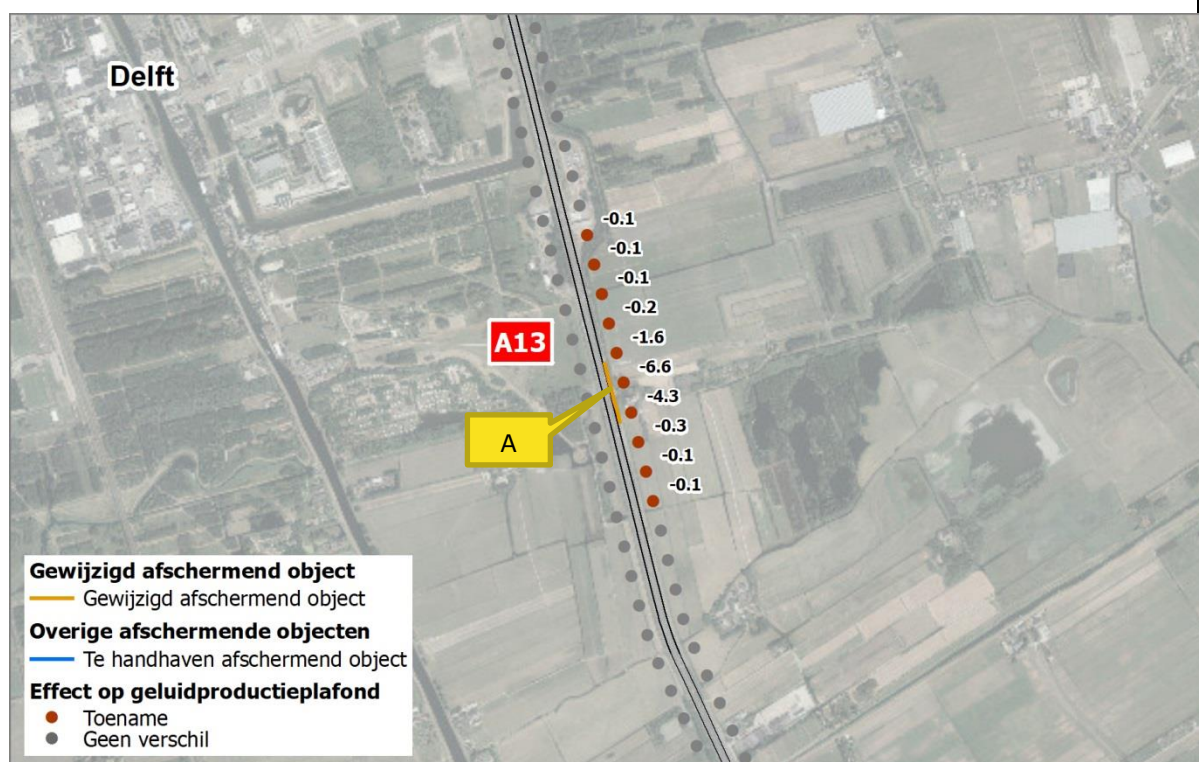 Delft
-0.1
-0.1
-0.1
-0.2
-1.6
A13
-6.6
-4.3
A
-0.3
-0.1
-0.1
Gewijzigd afschermend object
Gewijzigd afschermend object
Overige afschermende objecten
Te handhaven afschermend object
Effect op geluidproductieplafond
Toename
Geen verschil